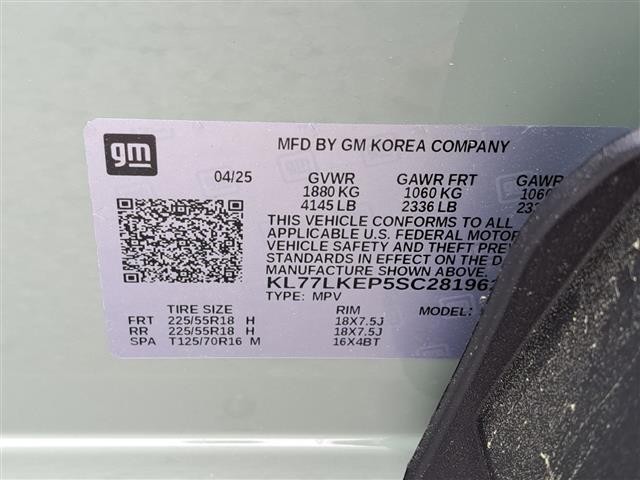 gm
MFD BY GM KOREA COMPANY
04/25 GVWR GAWR FRT GAWR
1880 KG 1060 KG 1060
4145 LB 2336 LB
THIS VEHICLE CONFORMS TO ALL
APPLICABLE U.S. FEDERAL MOTOR
VEHICLE SAFETY AND THEFT PREV
STANDARDS IN EFFECT ON THE D
MANUFACTURE SHOWN ABOVE.
KL77LKEP5SC28196
TYPE: MPV MODEL:
TIRE SIZE RIM
FRT 225/55R18 H 18X7.5J
RR 225/55R18 H 18X7.5J
SPA T125/70R16 M 16X4BT